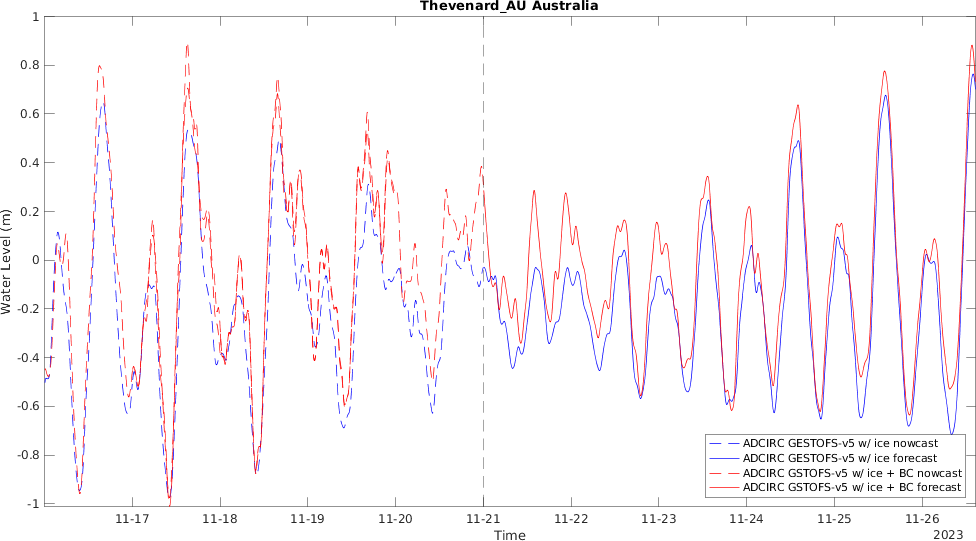 Thevenard_AU Australia
Water Level (m)
1
0.8
0.6
0.4
0.2
0
-0.2
-0.4
-0.6
-0.8
-1
ADCIRC GESTOFS-v5 w/ ice nowcast
ADCIRC GESTOFS-v5 w/ ice forecast
ADCIRC GSTOFS-v5 w/ ice + BC nowcast
ADCIRC GSTOFS-v5 w/ ice + BC forecast
11-17 11-18 11-19 11-20 11-21 11-22 11-23 11-24 11-25 11-26
Time
2023